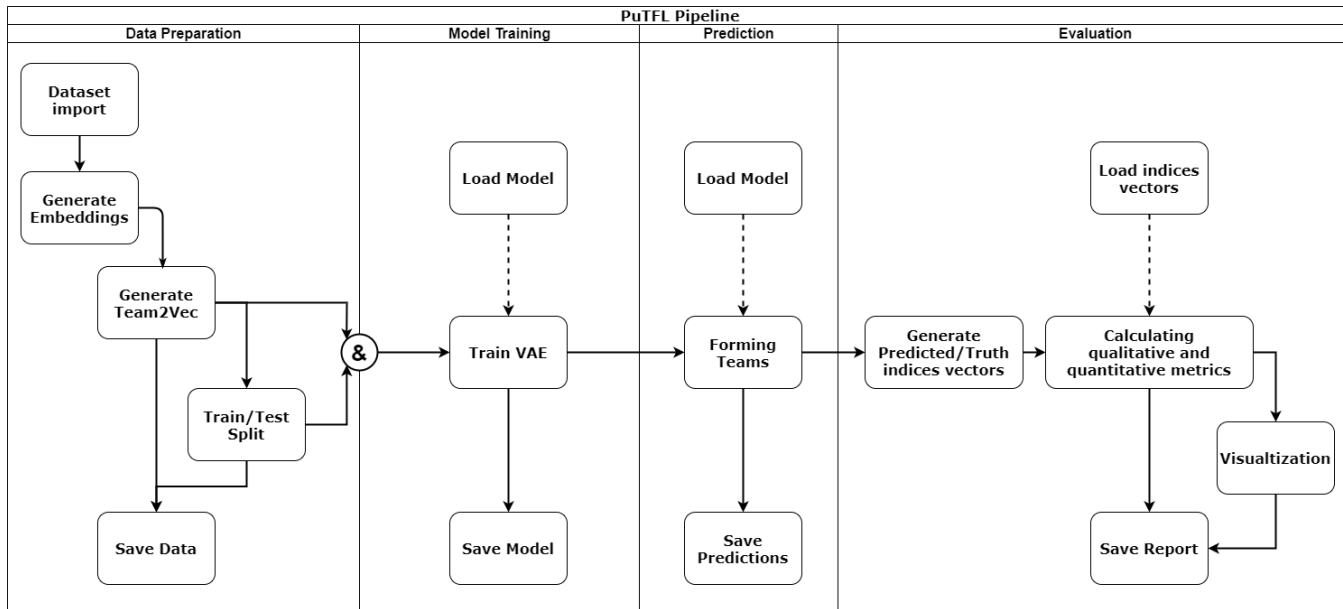 PuTFL Pipeline
Data Preparation
Model Training
Prediction
Evaluation
Dataset
import
Generate
Embeddings
Generate
Team2Vec
Train/Test
Split
Save Data
&
Load Model
Train VAE
Save Model
Load Model
Forming
Teams
Save
Predictions
Generate
Predicted/Truth
indices vectors
Load indices
vectors
Calculating
qualitative and
quantitative metrics
Visualtization
Save Report